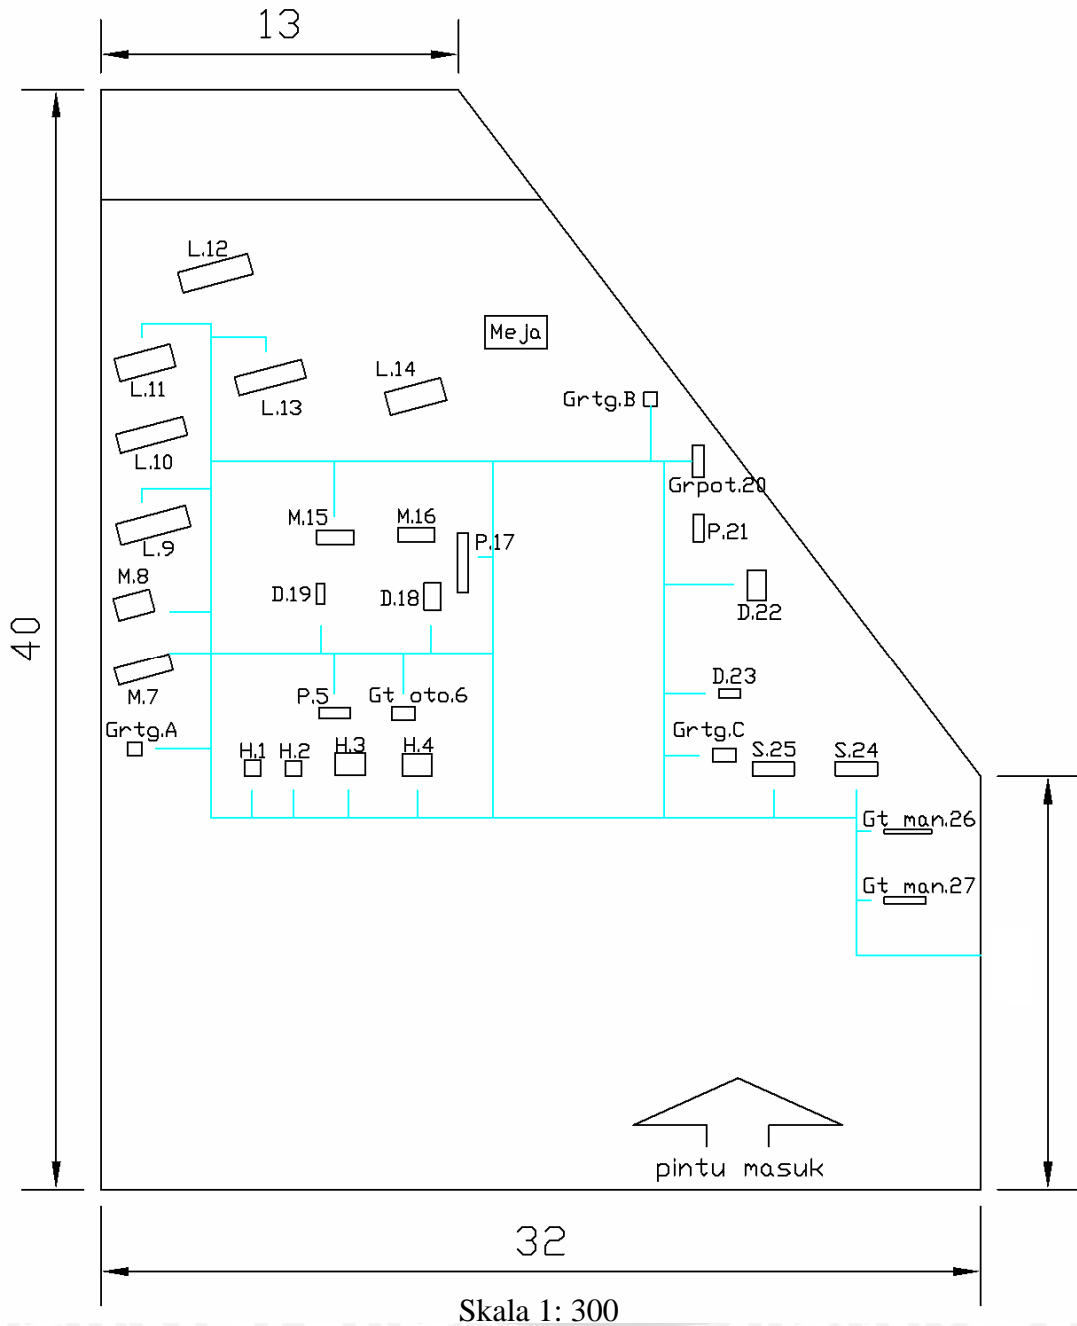 13
40
L.12
Meja
L.11
L.13
L.14
Grtg.B
L.10
Grpot.20
L.9
M.15
M.16
P.17
P.21
M.8
D.19
D.18
D.22
M.7
P.5
Gt oto.6
D.23
Grtg.A
H.1
H.2
H.3
H.4
Grtg.C
S.25
S.24
Gt man.26
Gt man.27
pintu masuk
32
Skala 1: 300